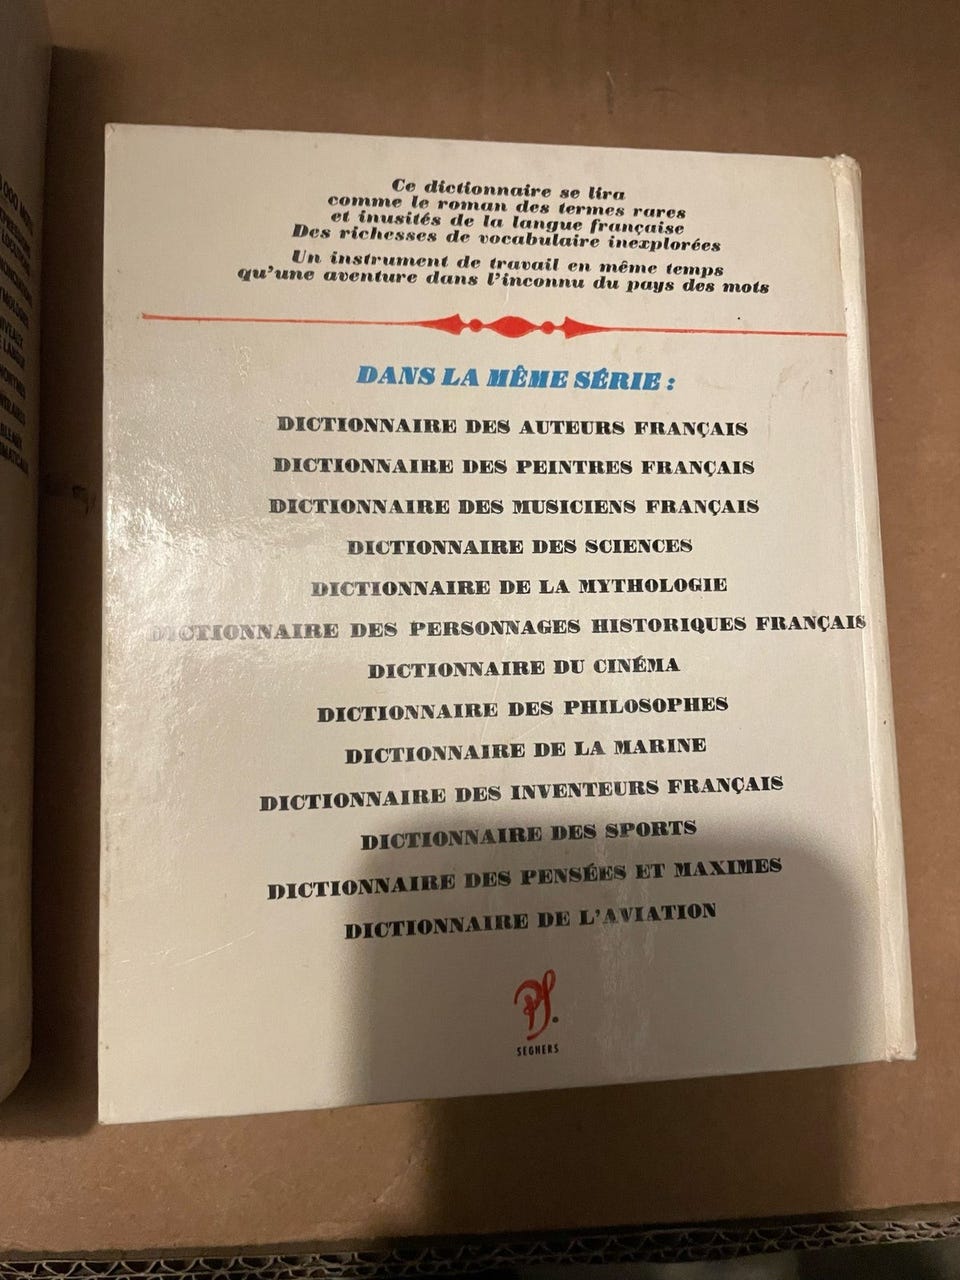 Ce dictionnaire se lira
comme le roman des termes rares
et inusités de la langue française
Des richesses de vocabulaire inexplorées
Un instrument de travail en même temps
qu'une aventure dans l'inconnu du pays des mots
DANS LA MÊME SÉRIE :
DICTIONNAIRE DES AUTEURS FRANÇAIS
DICTIONNAIRE DES PEINTRES FRANÇAIS
DICTIONNAIRE DES MUSICIENS FRANÇAIS
DICTIONNAIRE DES SCIENCES
DICTIONNAIRE DE LA MYTHOLOGIE
DICTIONNAIRE DES PERSONNAGES HISTORIQUES FRANÇAIS
DICTIONNAIRE DU CINÉMA
DICTIONNAIRE DES PHILOSOPHES
DICTIONNAIRE DE LA MARINE
DICTIONNAIRE DES INVENTEURS FRANÇAIS
DICTIONNAIRE DES SPORTS
DICTIONNAIRE DES PENSÉES ET MAXIMES
DICTIONNAIRE DE L'AVIATION
PS.
SEGHERS